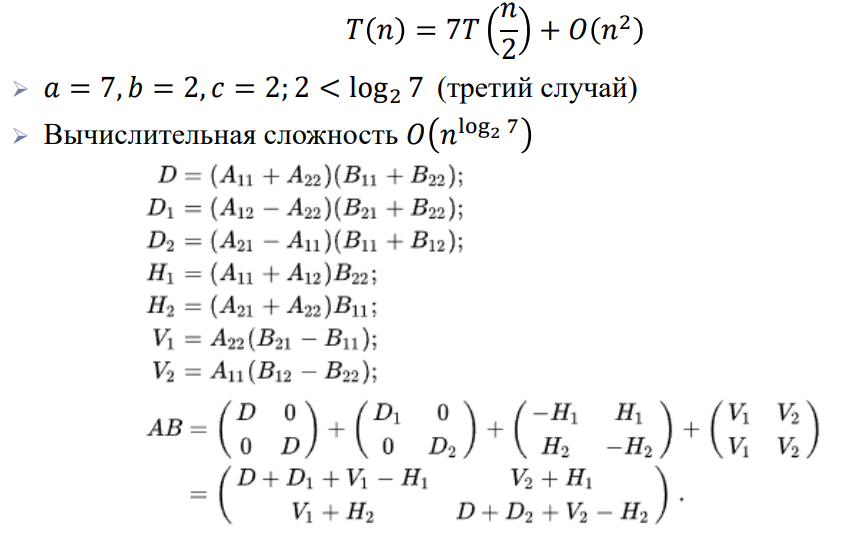 T(n) = 7T(n/2) + O(n²)
➢ a = 7, b = 2, c = 2; 2 < log₂ 7 (третий случай)
➢ Вычислительная сложность O(n^(log₂ 7))
D = (A₁₁ + A₂₂)(B₁₁ + B₂₂);
D₁ = (A₁₂ − A₂₂)(B₂₁ + B₂₂);
D₂ = (A₂₁ − A₁₁)(B₁₁ + B₁₂);
H₁ = (A₁₁ + A₁₂)B₂₂;
H₂ = (A₂₁ + A₂₂)B₁₁;
V₁ = A₂₂(B₂₁ − B₁₁);
V₂ = A₁₁(B₁₂ − B₂₂);
AB = (D 0; 0 D) + (D₁ 0; 0 D₂) + (−H₁ H₁; H₂ −H₂) + (V₁ V₂; V₁ V₂)
= (D + D₁ + V₁ − H₁ V₂ + H₁; V₁ + H₂ D + D₂ + V₂ − H₂).